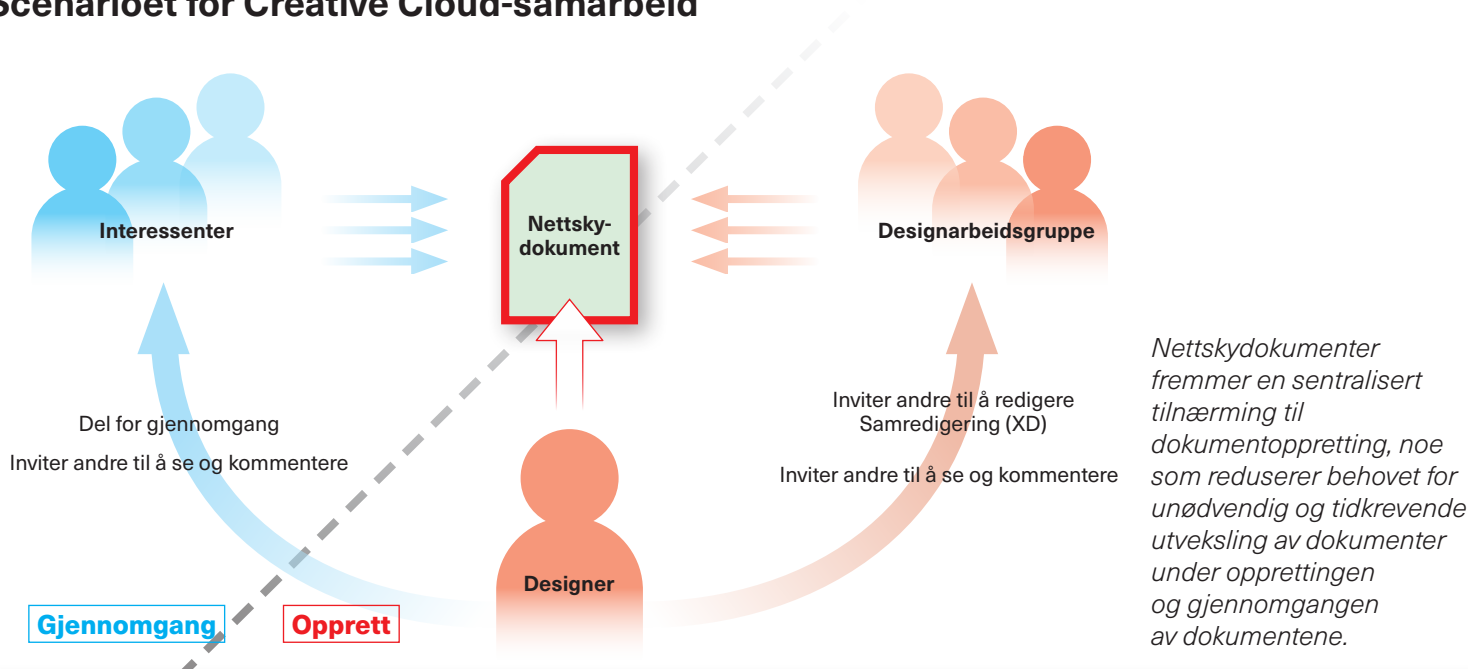 Scenarioet for Creative Cloud-samarbeid
Interessenter
Nettsky-
dokument
Designarbeidsgruppe
Del for gjennomgang
Inviter andre til å se og kommentere
Inviter andre til å redigere
Samredigering (XD)
Inviter andre til å se og kommentere
Designer
Gjennomgang
Opprett
Nettskydokumenter
fremmer en sentralisert
tilnærming til
dokumentoppretting, noe
som reduserer behovet for
unødvendig og tidkrevende
utveksling av dokumenter
under opprettingen
og gjennomgangen
av dokumentene.